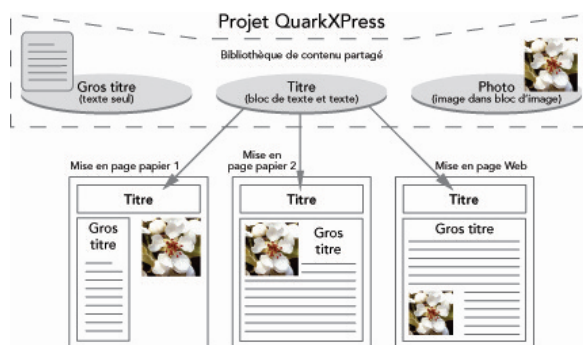 Projet QuarkXPress
Bibliothèque de contenu partagé
Gros titre
(texte seul)
Titre
(bloc de texte et texte)
Photo
(image dans bloc d'image)
Mise en page papier 1
Mise en
page papier 2
Mise en page Web
Titre
Gros
titre
Titre
Gros
titre
Titre
Gros titre